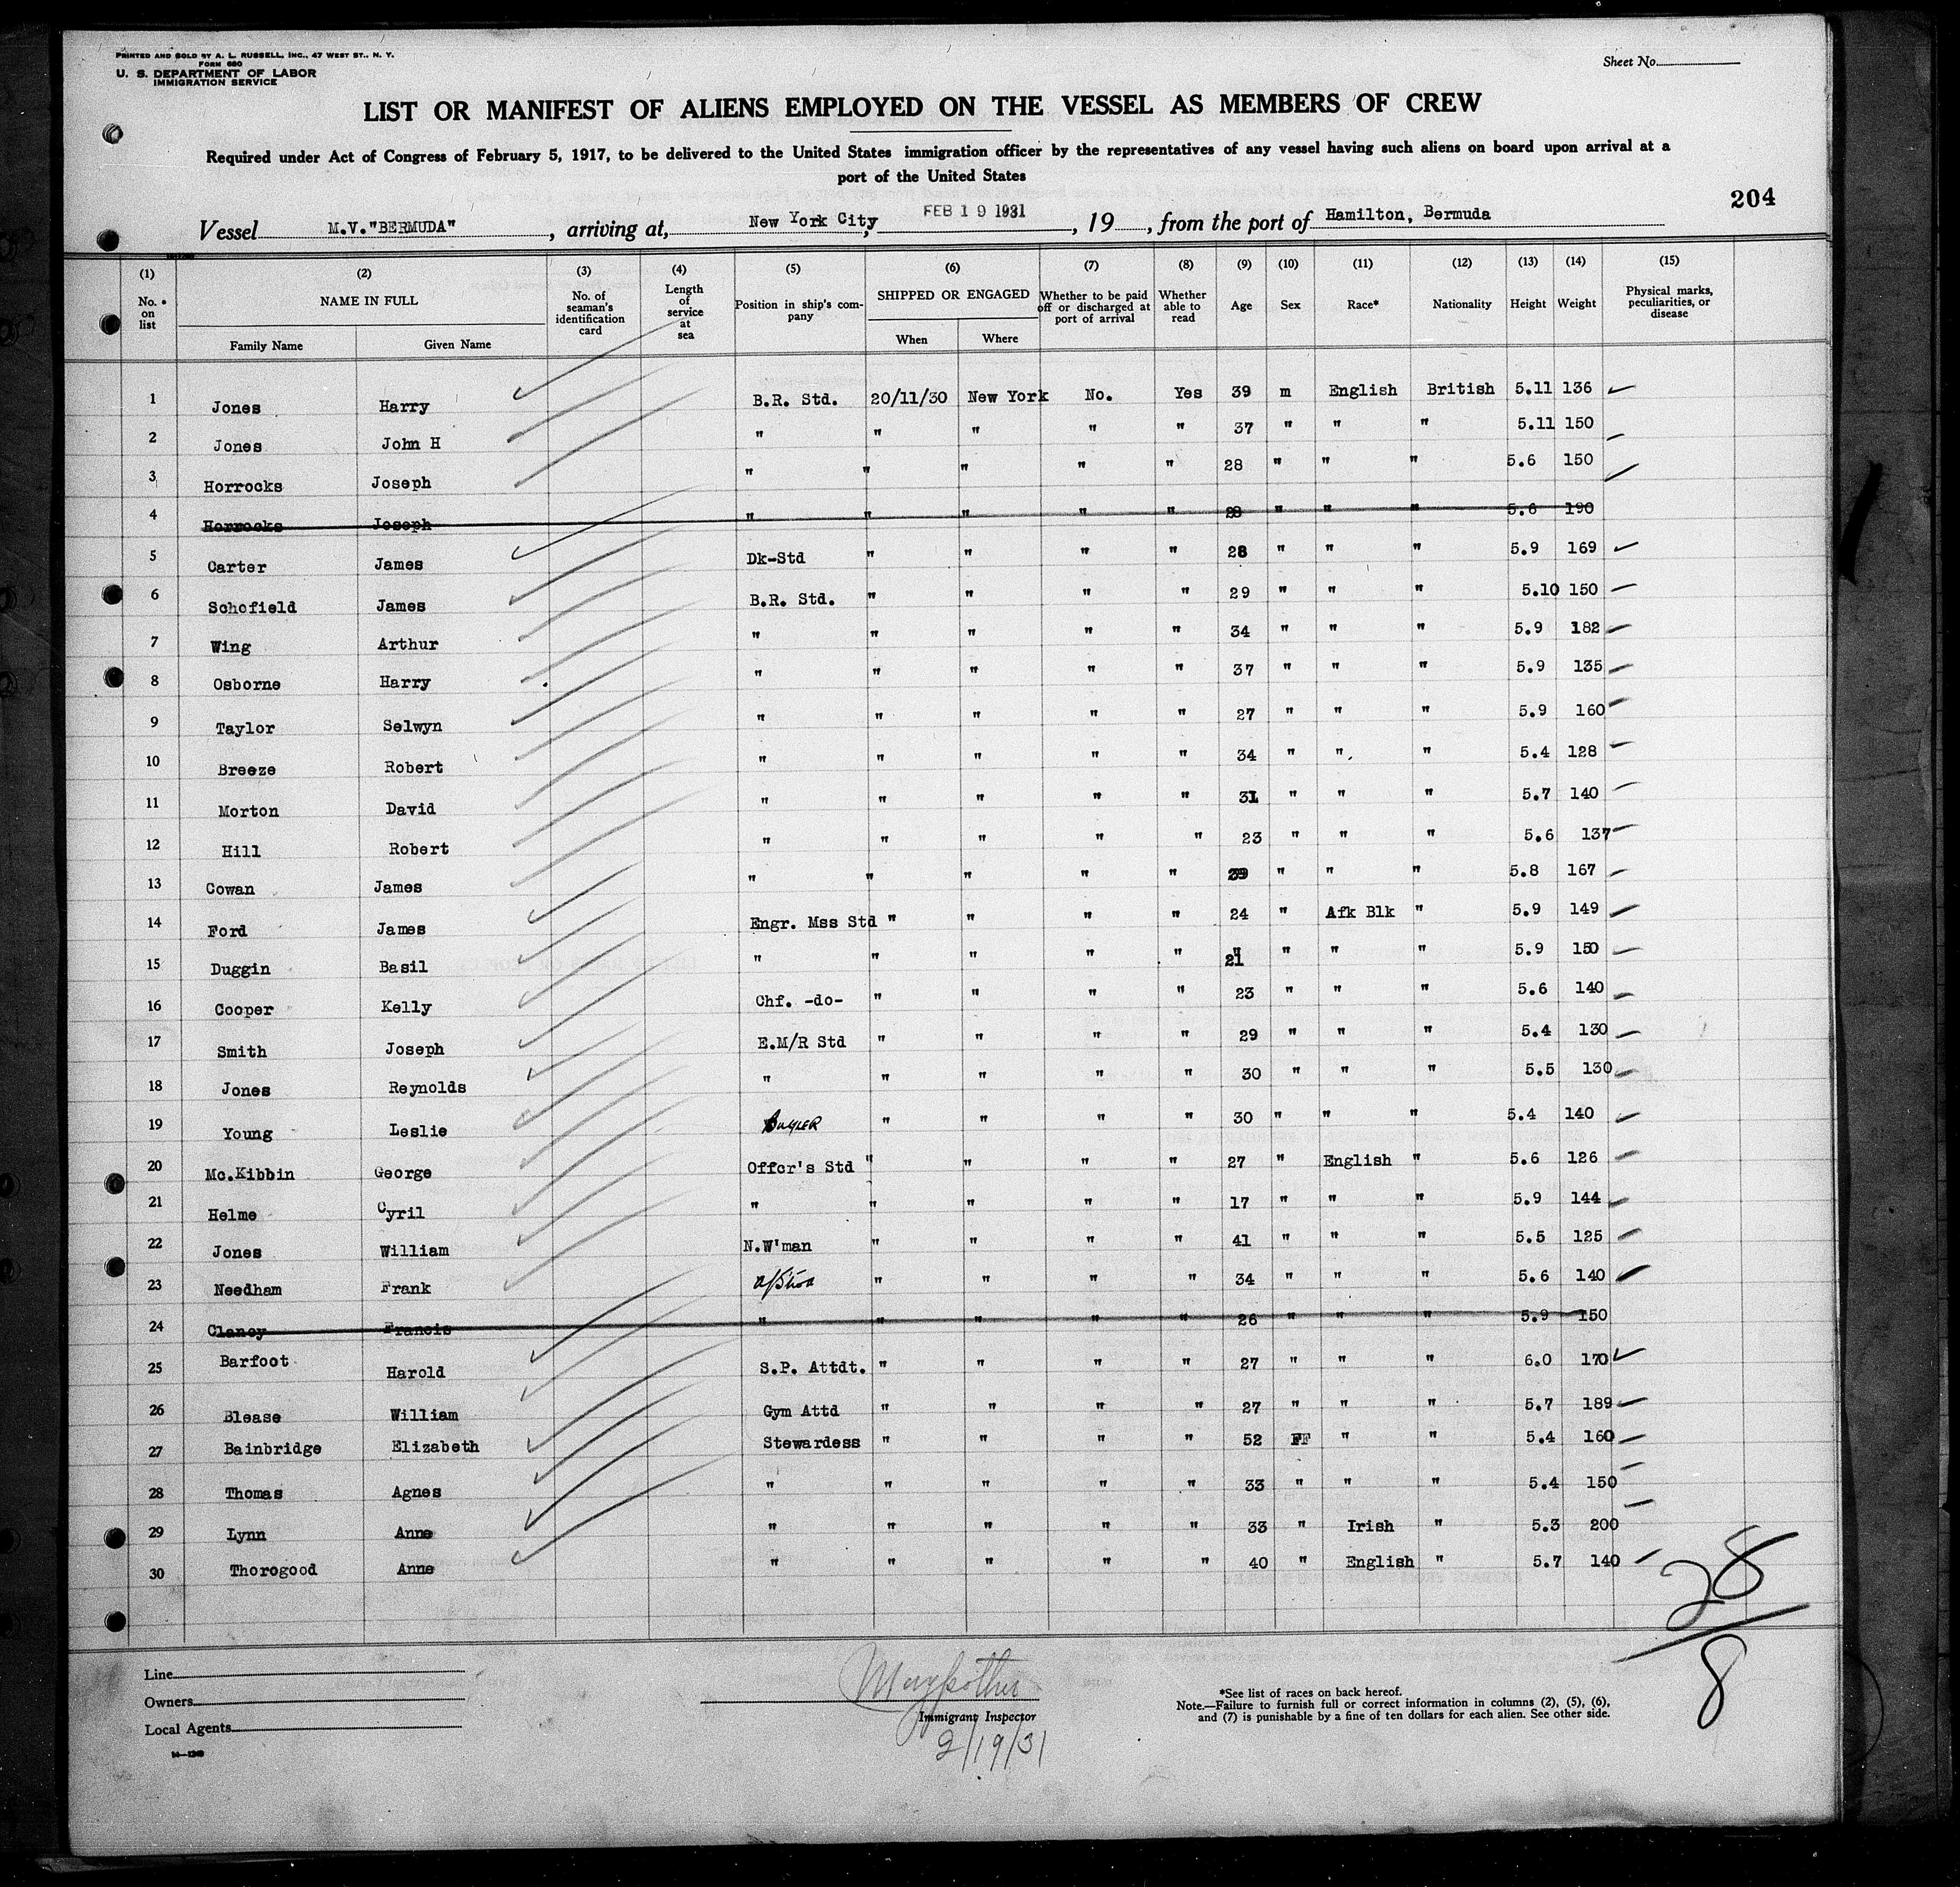 PRINTED AND SOLD BY A. L. RUSSELL, INC., 47 WEST ST., N. Y.
FORM 680
U. S. DEPARTMENT OF LABOR
IMMIGRATION SERVICE
Sheet No.
LIST OR MANIFEST OF ALIENS EMPLOYED ON THE VESSEL AS MEMBERS OF CREW
Required under Act of Congress of February 5, 1917, to be delivered to the United States immigration officer by the representatives of any vessel having such aliens on board upon arrival at a
port of the United States
204
Vessel M.V."BERMUDA", arriving at, New York City, FEB 19 1931, 19, from the port of Hamilton, Bermuda
(1) (2) (3) (4) (5) (6) (7) (8) (9) (10) (11) (12) (13) (14) (15)
No. on list NAME IN FULL Family Name Given Name No. of seaman's identification card Length of service at sea Position in ship's company SHIPPED OR ENGAGED When Where Whether to be paid off or discharged at port of arrival Whether able to read Age Sex Race* Nationality Height Weight Physical marks, peculiarities, or disease
1 Jones Harry B.R. Std. 20/11/30 New York No. Yes 39 m English British 5.11 136
2 Jones John H " " " " " 37 " " " 5.11 150
3 Horrocks Joseph " " " " " 28 " " " 5.6 150
4 Horrocks Joseph " " " " " 28 " " " 5.6 190
5 Carter James Dk-Std " " " " 28 " " " 5.9 169
6 Schofield James B.R. Std. " " " " 29 " " " 5.10 150
7 Wing Arthur " " " " " 34 " " " 5.9 182
8 Osborne Harry " " " " " 37 " " " 5.9 135
9 Taylor Selwyn " " " " " 27 " " " 5.9 160
10 Breeze Robert " " " " " 34 " " " 5.4 128
11 Morton David " " " " " 31 " " " 5.7 140
12 Hill Robert " " " " " 23 " " " 5.6 137
13 Cowan James " " " " " " " " 5.8 167
14 Ford James Engr. Mss Std " " " " 24 " Afk Blk " 5.9 149
15 Duggin Basil " " " " " 21 " " " 5.9 150
16 Cooper Kelly Chf. -do- " " " " 23 " " " 5.6 140
17 Smith Joseph E.M/R Std " " " " 29 " " " 5.4 130
18 Jones Reynolds " " " " " 30 " " " 5.5 130
19 Young Leslie " " " " 30 " " " 5.4 140
20 Mc.Kibbin George Offcr's Std " " " " 27 " English " 5.6 126
21 Helme Cyril " " " " " 17 " " " 5.9 144
22 Jones William N.W'man " " " " 41 " " " 5.5 125
23 Needham Frank " " " " 34 " " " 5.6 140
24 Clancy Francis " " " " " 26 " " " 5.9 150
25 Barfoot Harold S.P. Attdt. " " " " 27 " " " 6.0 170
26 Blease William Gym Attd " " " " 27 " " " 5.7 189
27 Bainbridge Elizabeth Stewardess " " " " 52 F " " 5.4 160
28 Thomas Agnes " " " " " 33 " " " 5.4 150
29 Lynn Anne " " " " " 33 " Irish " 5.3 200
30 Thorogood Anne " " " " " 40 " English " 5.7 140
28
8
Line
Owners
Local Agents
14—1240
Immigrant Inspector
2/19/31
*See list of races on back hereof.
Note.—Failure to furnish full or correct information in columns (2), (5), (6),
and (7) is punishable by a fine of ten dollars for each alien. See other side.